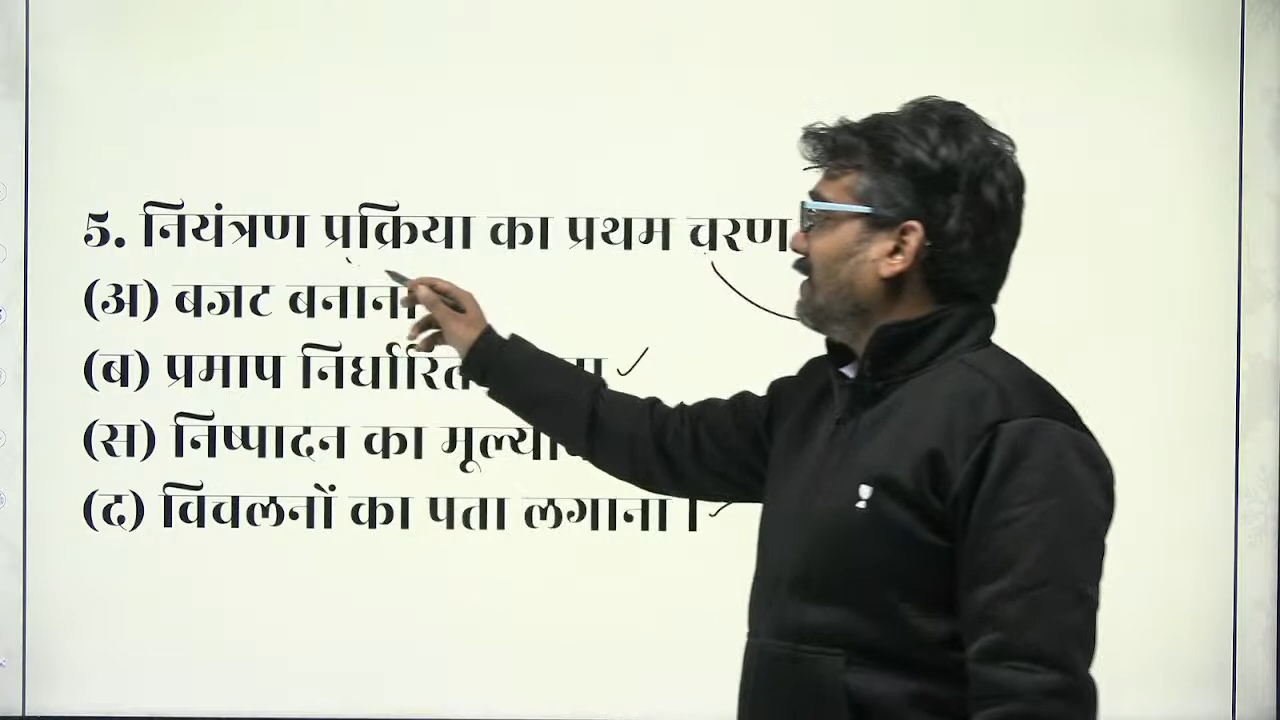 5. नियंत्रण प्रक्रिया का प्रथम चरण
(अ) बजट बनाना
(ब) प्रमाप निर्धारित
(स) निष्पादन का
(द) विचलनों का पता लगाना ।